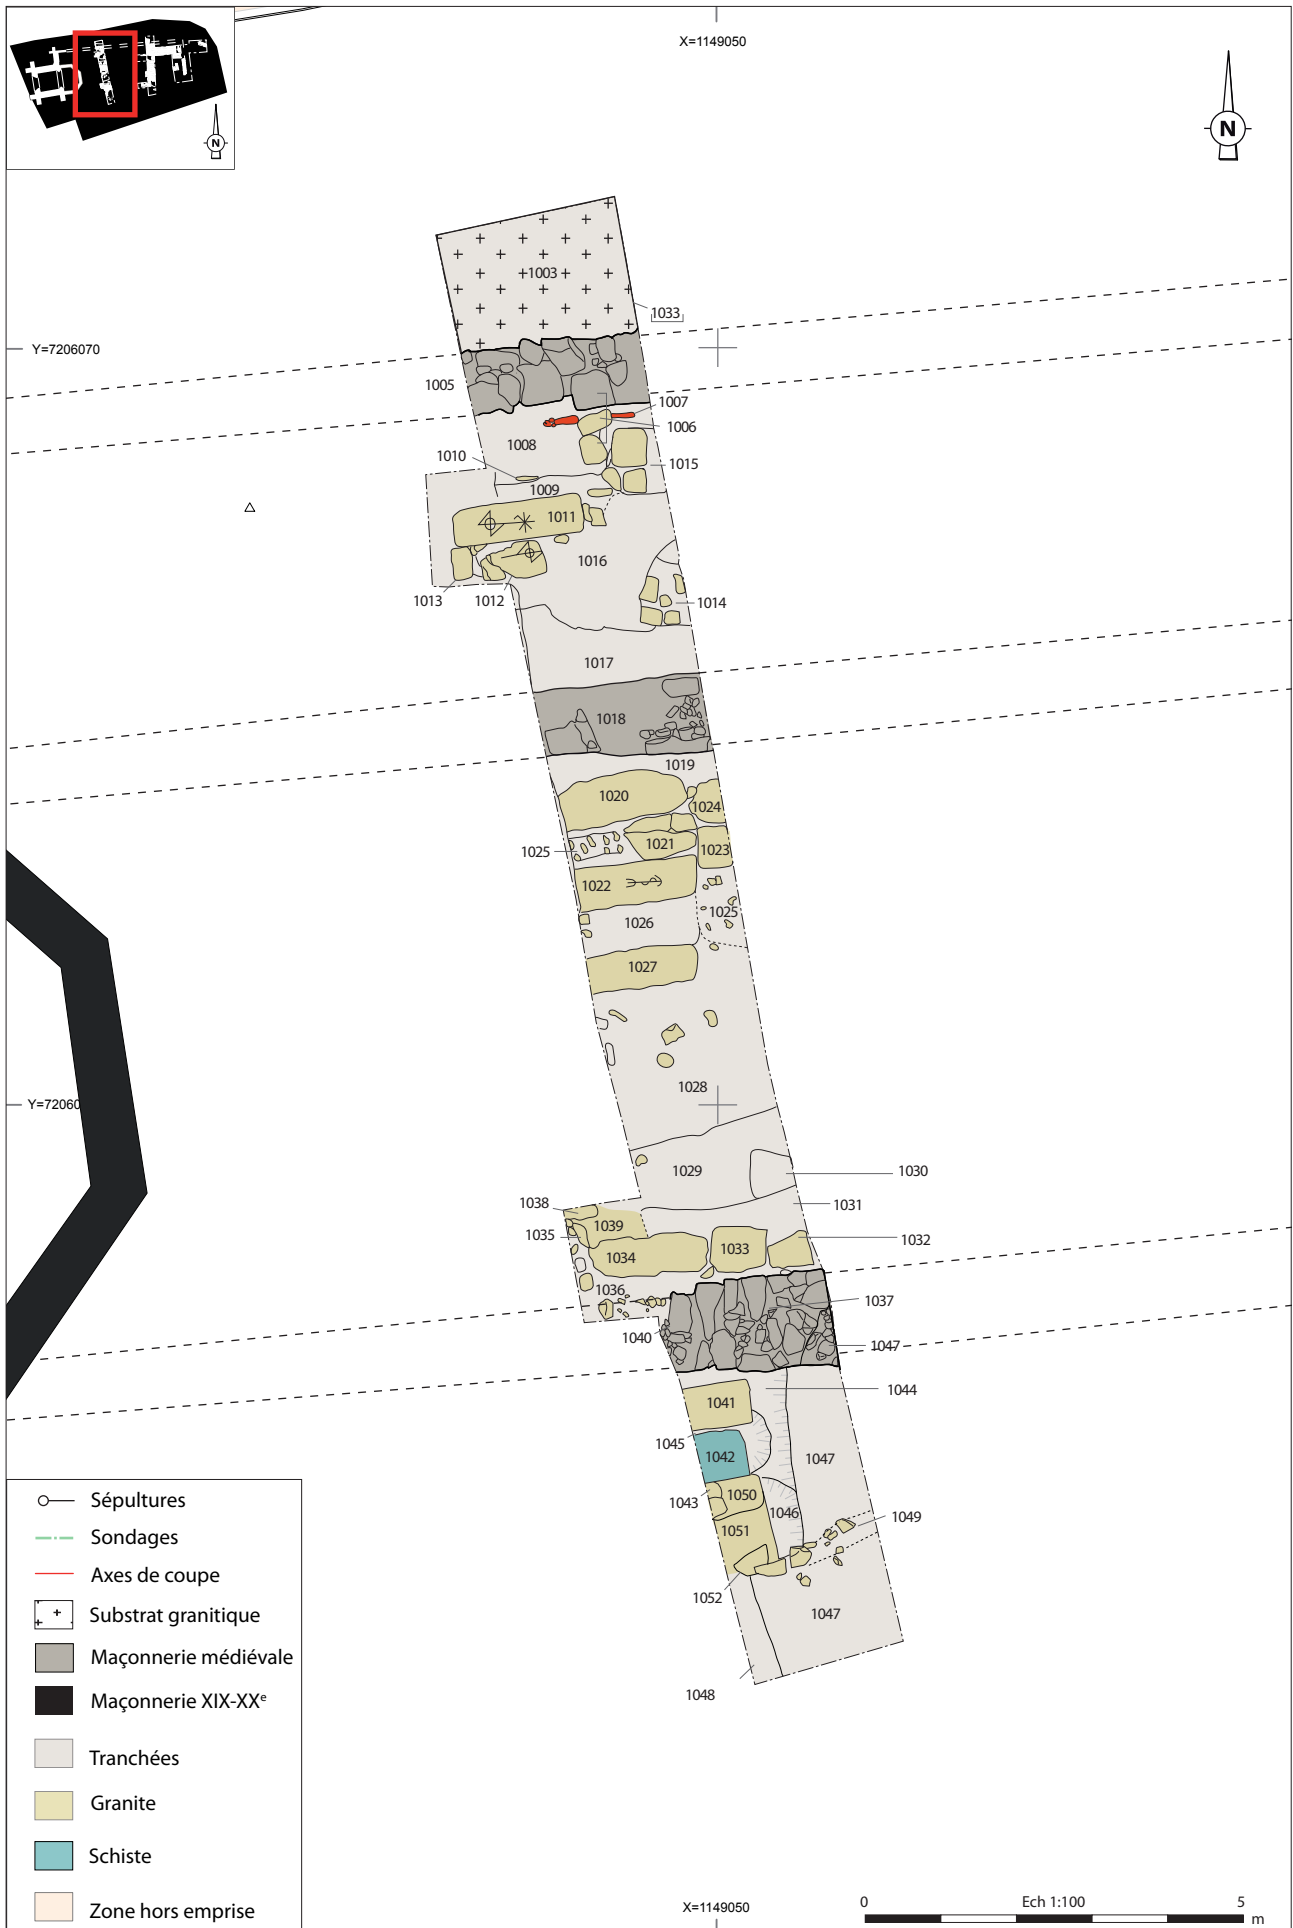 X=1149050
N
N
1003
1033
Y=7206070
1005
1007
1006
1008
1010
1015
1009
1011
1016
1013
1012
1014
1017
1018
1019
1020
1024
1021
1025
1023
1022
1025
1026
1027
1028
Y=72060
1029
1030
1031
1038
1039
1035
1032
1033
1034
1036
1037
1040
1047
1044
1041
1045
1042
1047
1043
1050
1046
1049
1051
1052
1047
1048
Sépultures
Sondages
Axes de coupe
Substrat granitique
Maçonnerie médiévale
Maçonnerie XIX-XXᵉ
Tranchées
Granite
Schiste
Zone hors emprise
X=1149050
0 Ech 1:100 5
m